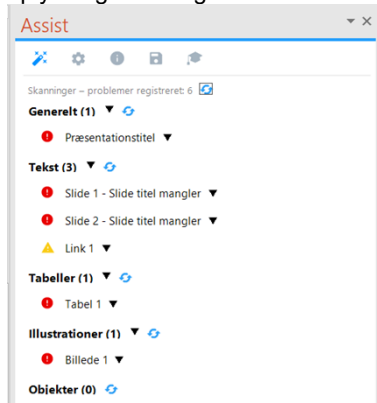 Assist
Skanninger – problemer registreret: 6
Generelt (1)
Præsentationstitel
Tekst (3)
Slide 1 - Slide titel mangler
Slide 2 - Slide titel mangler
Link 1
Tabeller (1)
Tabel 1
Illustrationer (1)
Billede 1
Objekter (0)